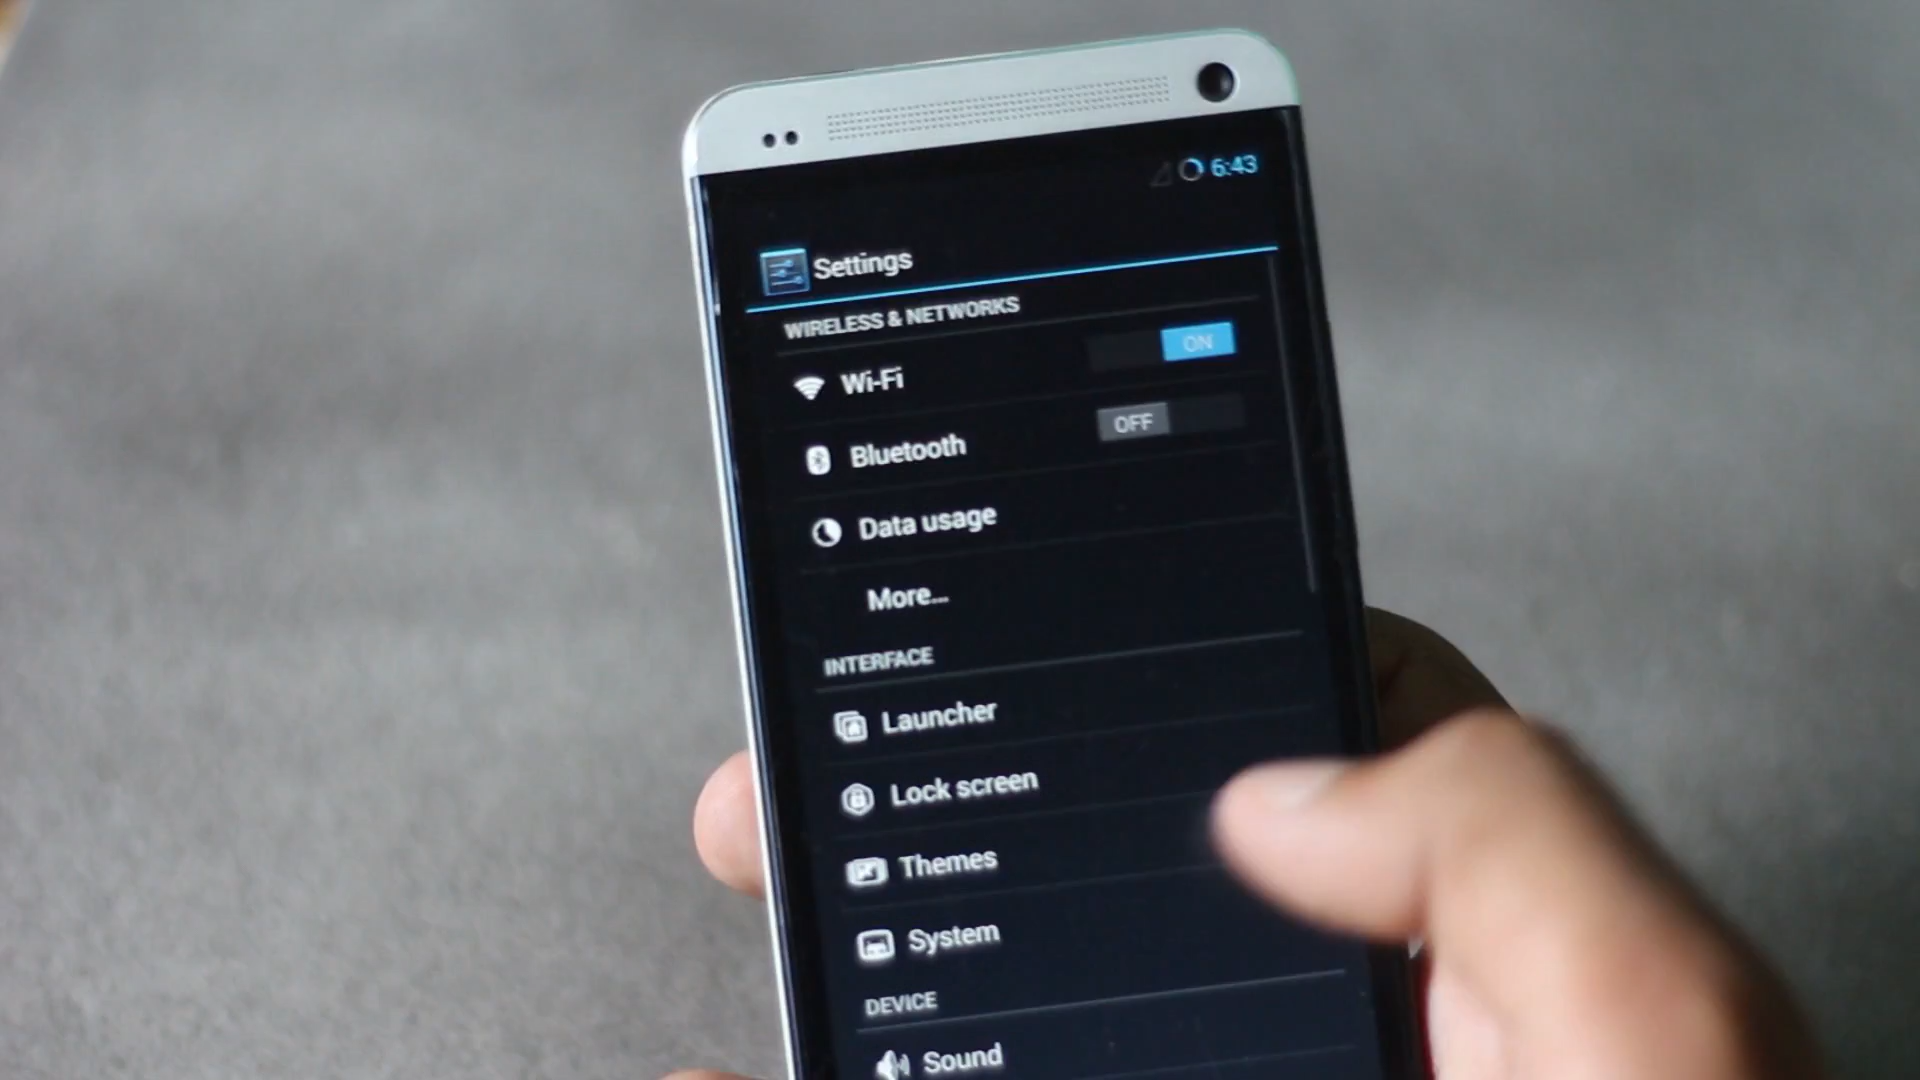 6:43
Settings
WIRELESS & NETWORKS
Wi-Fi
ON
Bluetooth
OFF
Data usage
More...
INTERFACE
Launcher
Lock screen
Themes
System
DEVICE
Sound